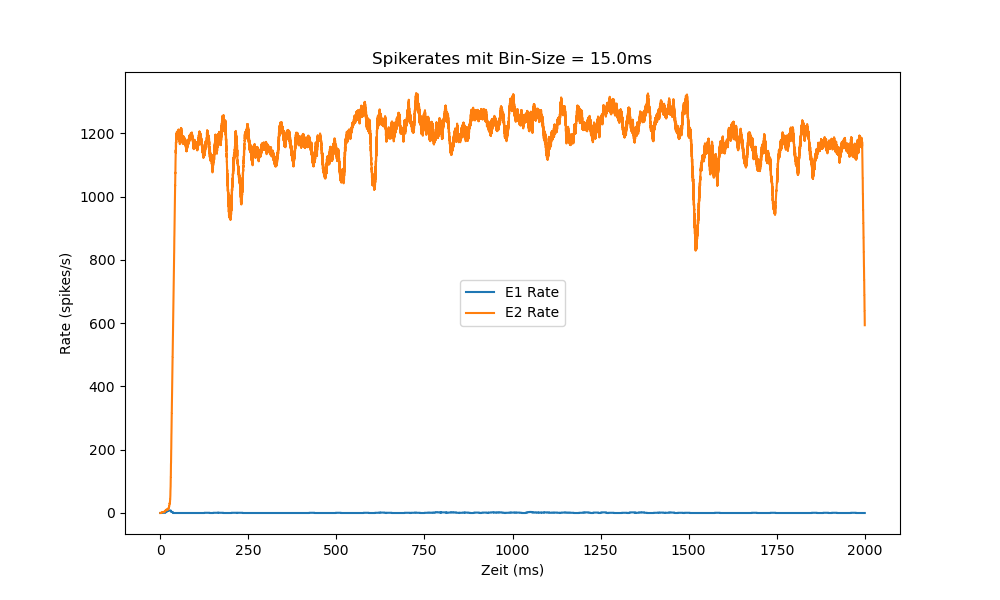 Spikerates mit Bin-Size = 15.0ms
Rate (spikes/s)
1200
1000
800
600
400
200
0
E1 Rate
E2 Rate
0 250 500 750 1000 1250 1500 1750 2000
Zeit (ms)